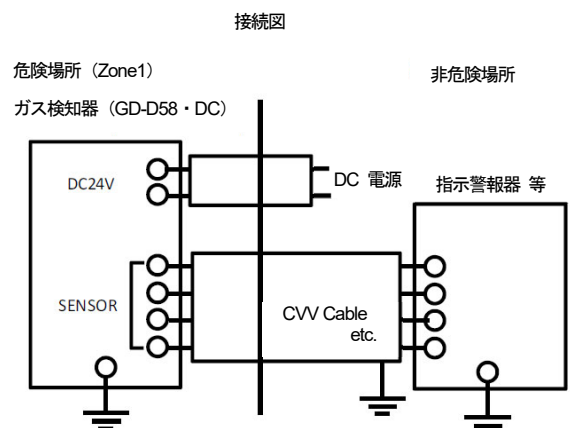 接続図
危険場所（Zone1）
非危険場所
ガス検知器（GD-D58・DC）
DC24V
DC 電源
指示警報器 等
SENSOR
CVV Cable
etc.